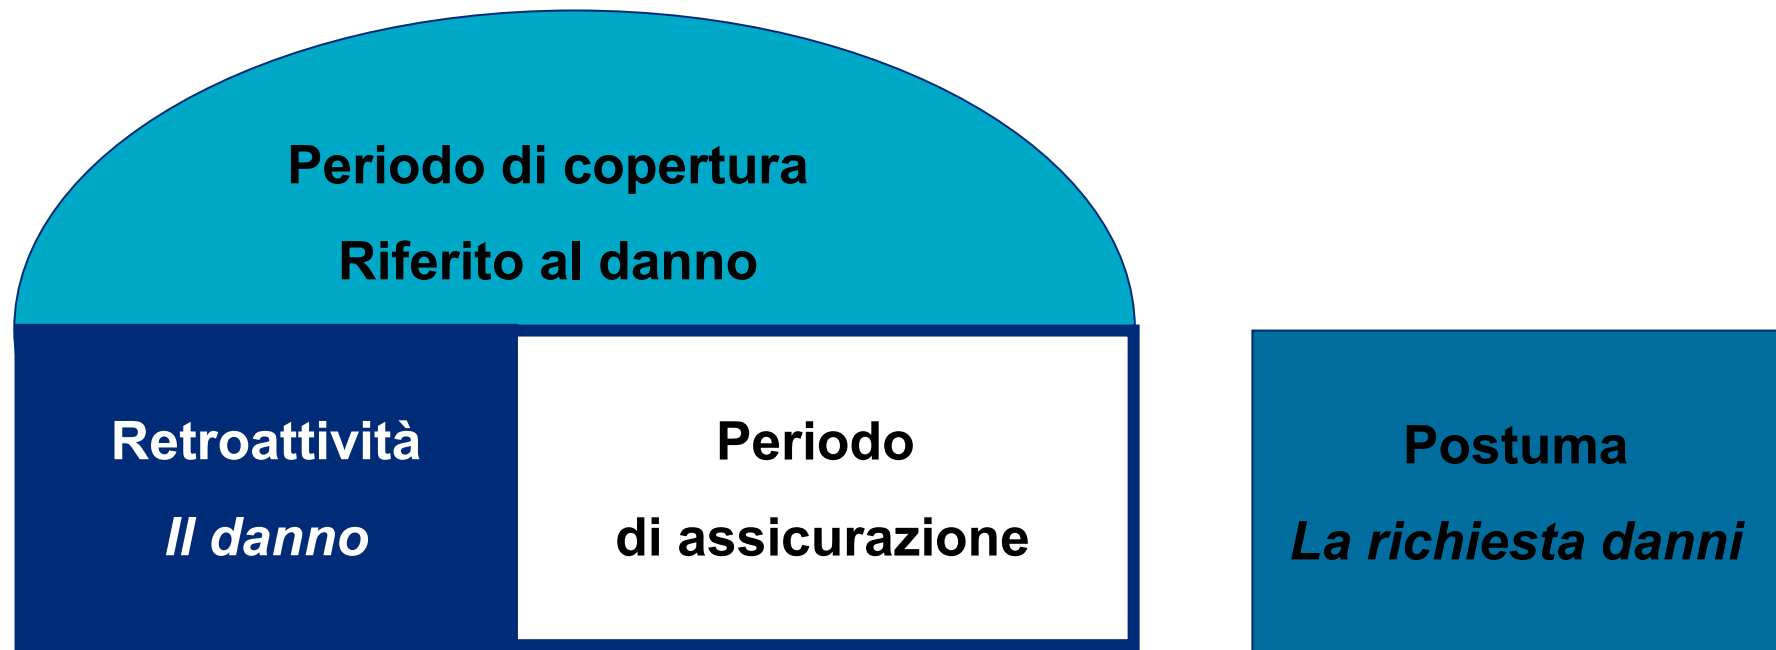 Periodo di copertura
Riferito al danno
Retroattività
Il danno
Periodo
di assicurazione
Postuma
La richiesta danni